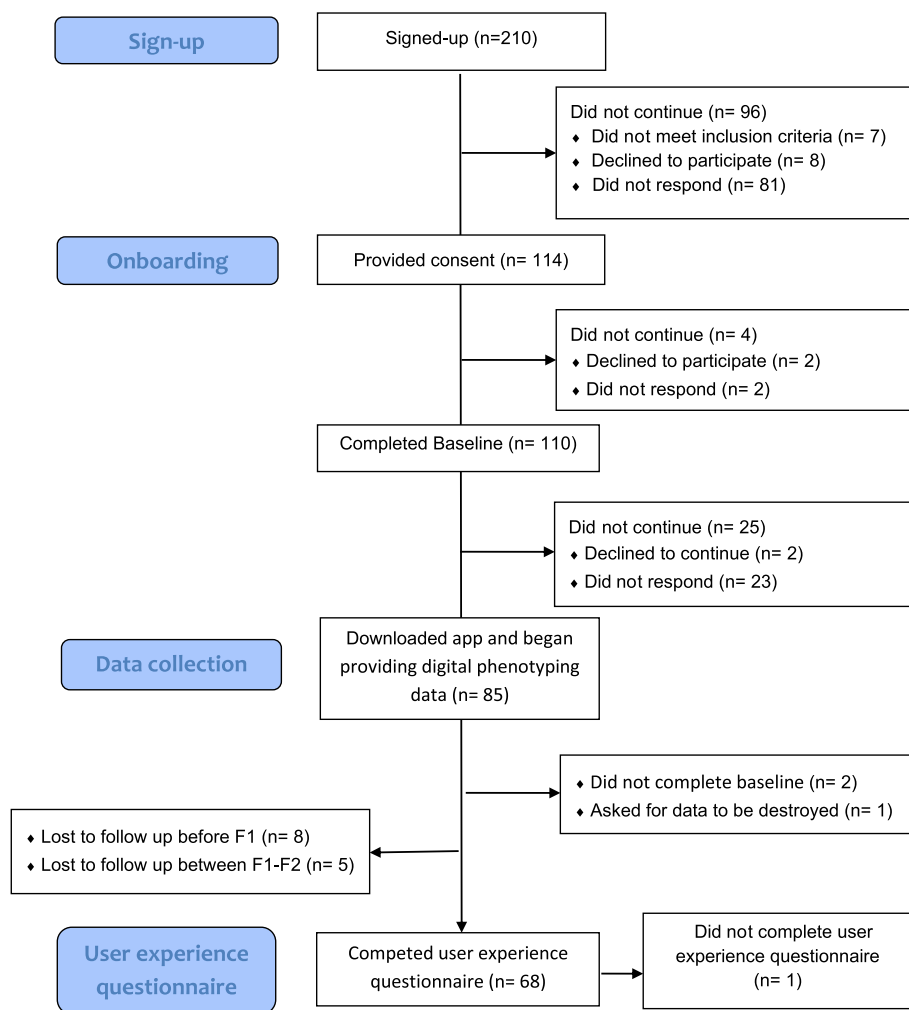 Sign-up
Signed-up (n=210)
Did not continue (n= 96)
♦ Did not meet inclusion criteria (n= 7)
♦ Declined to participate (n= 8)
♦ Did not respond (n= 81)
Onboarding
Provided consent (n= 114)
Did not continue (n= 4)
♦ Declined to participate (n= 2)
♦ Did not respond (n= 2)
Completed Baseline (n= 110)
Did not continue (n= 25)
♦ Declined to continue (n= 2)
♦ Did not respond (n= 23)
Data collection
Downloaded app and began
providing digital phenotyping
data (n= 85)
♦ Did not complete baseline (n= 2)
♦ Asked for data to be destroyed (n= 1)
♦ Lost to follow up before F1 (n= 8)
♦ Lost to follow up between F1-F2 (n= 5)
User experience
questionnaire
Competed user experience
questionnaire (n= 68)
Did not complete user
experience questionnaire
(n= 1)